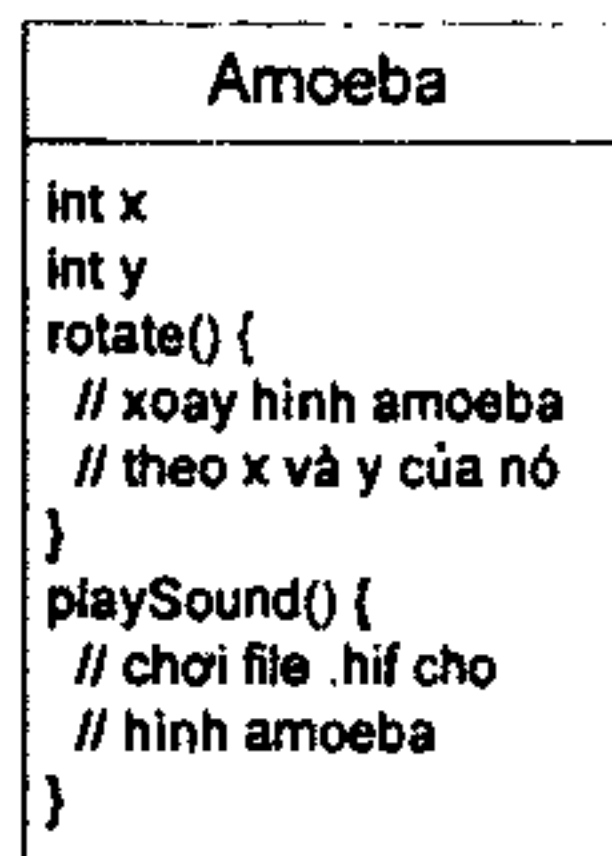 Amoeba
int x
int y
rotate() {
// xoay hình amoeba
// theo x và y của nó
}
playSound() {
// chơi file .hif cho
// hình amoeba
}